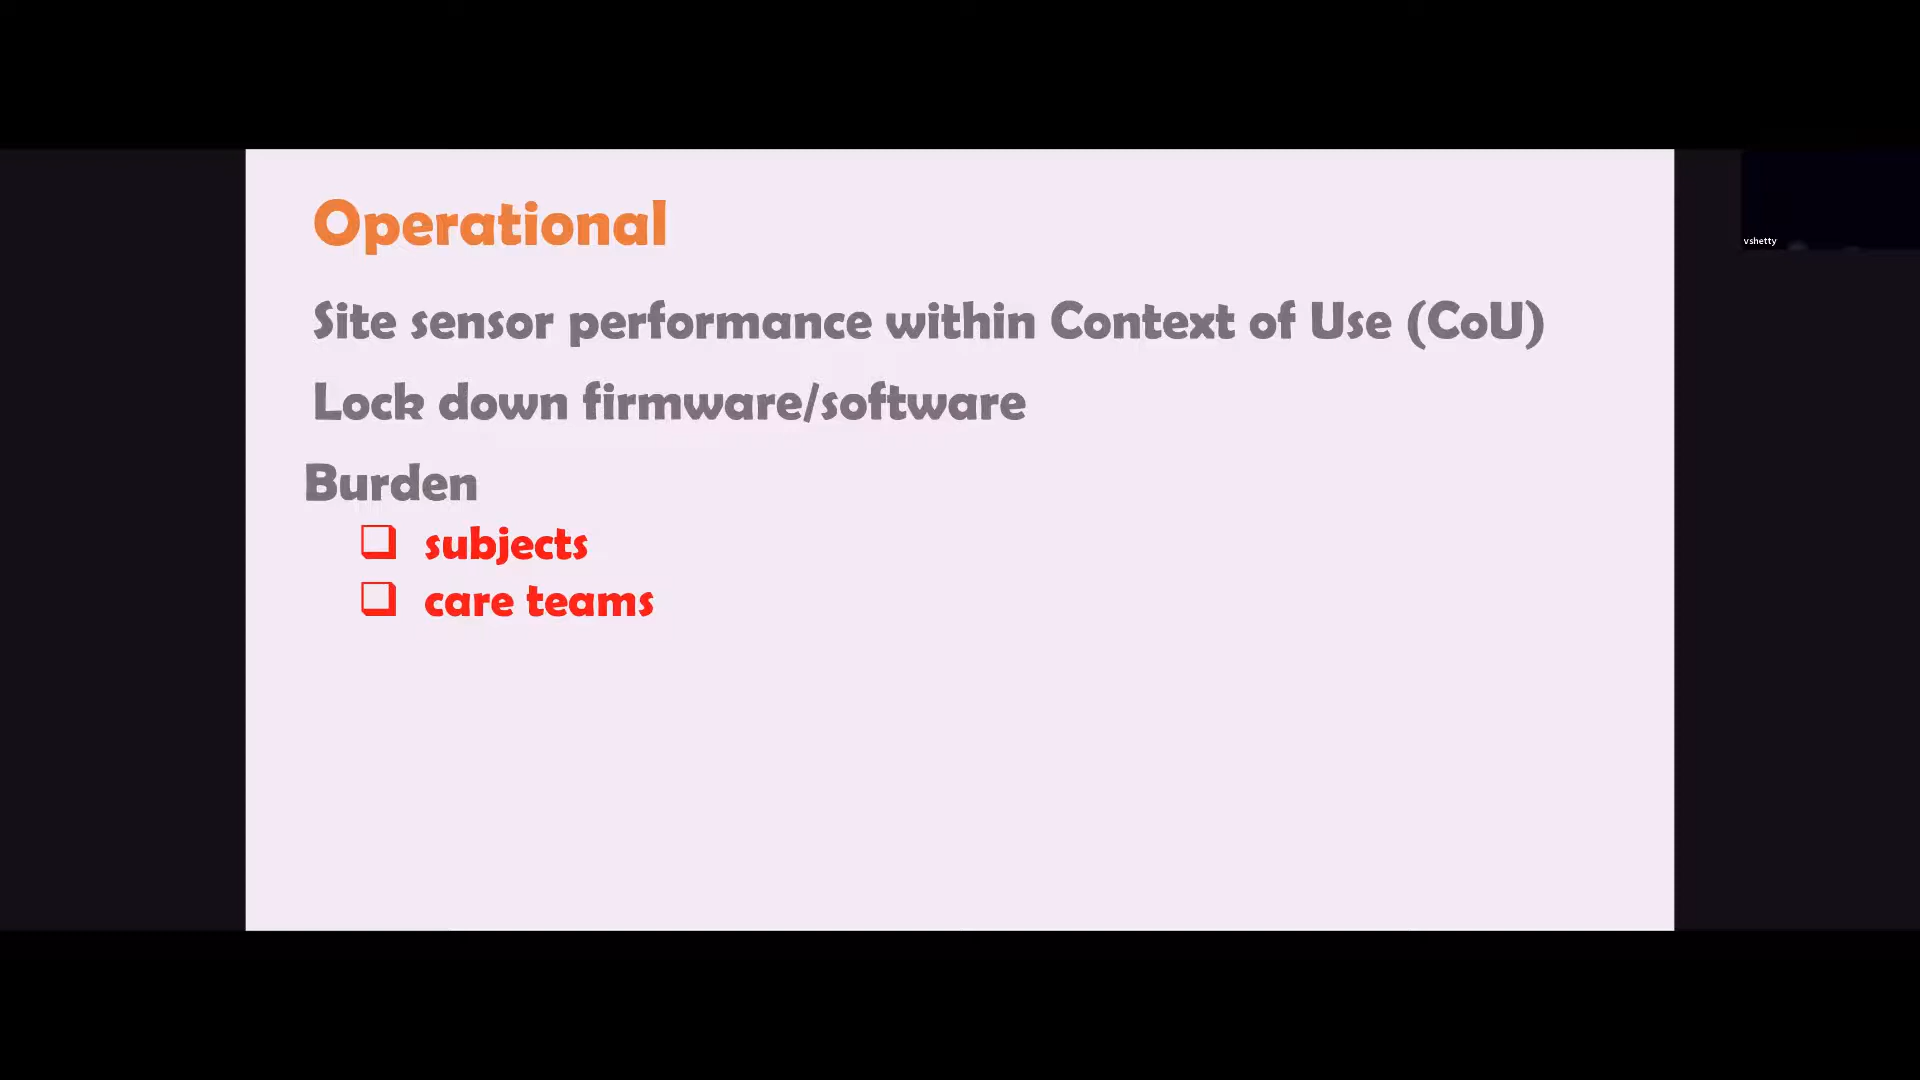 Operational
Site sensor performance within Context of Use (CoU)
Lock down firmware/software
Burden
❑ subjects
❑ care teams
vshetty